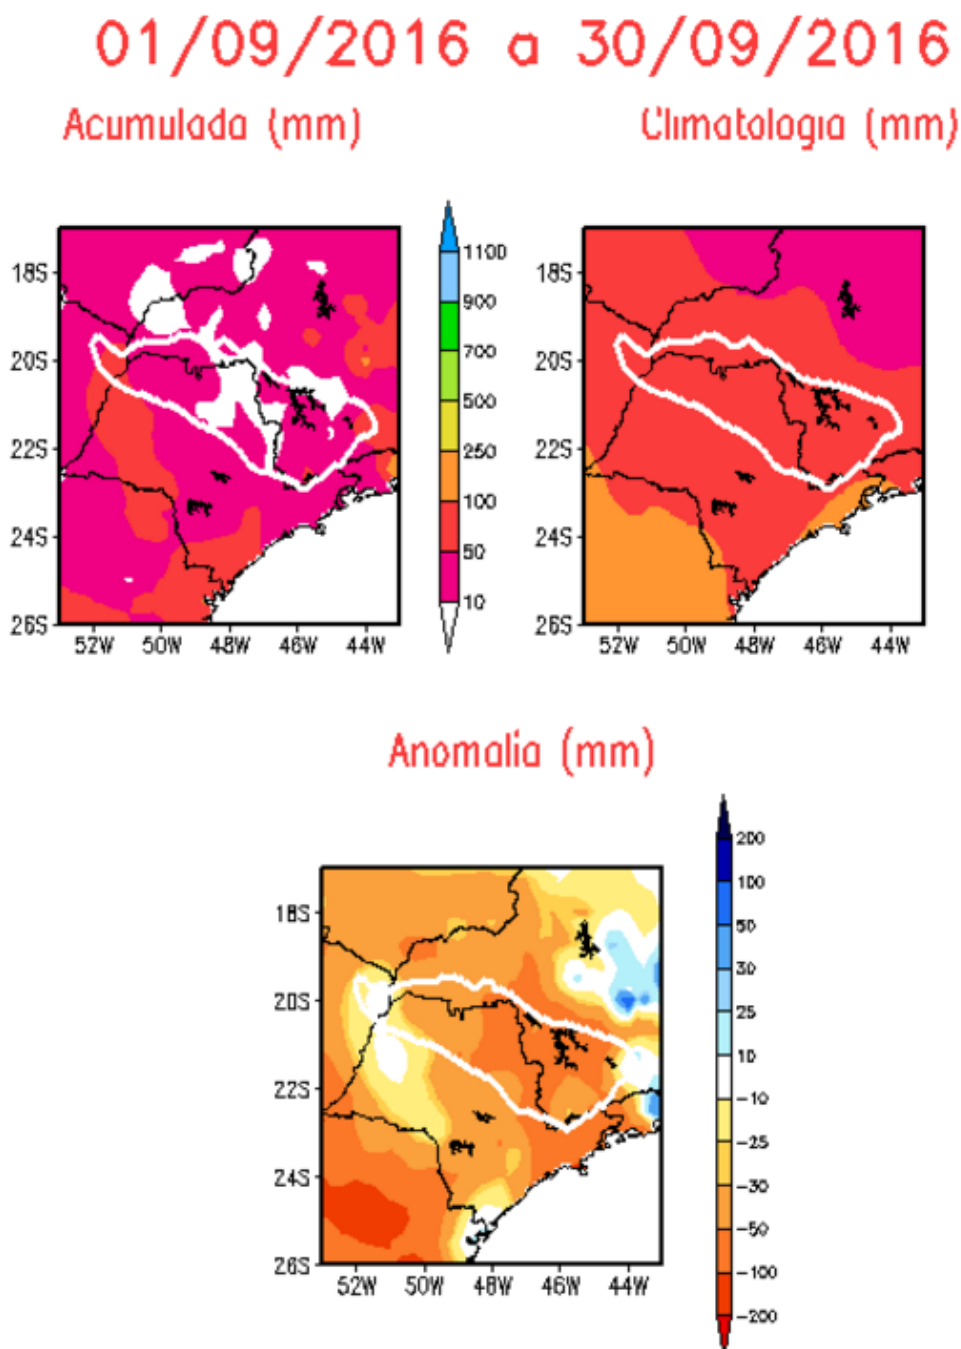 01/09/2016 a 30/09/2016
Acumulada (mm)
Climatologia (mm)
18S
20S
22S
24S
26S
52W 50W 48W 46W 44W
1100
900
700
500
250
100
50
10
18S
20S
22S
24S
26S
52W 50W 48W 46W 44W
Anomalia (mm)
18S
20S
22S
24S
26S
52W 50W 48W 46W 44W
200
100
50
30
25
10
-10
-25
-30
-50
-100
-200